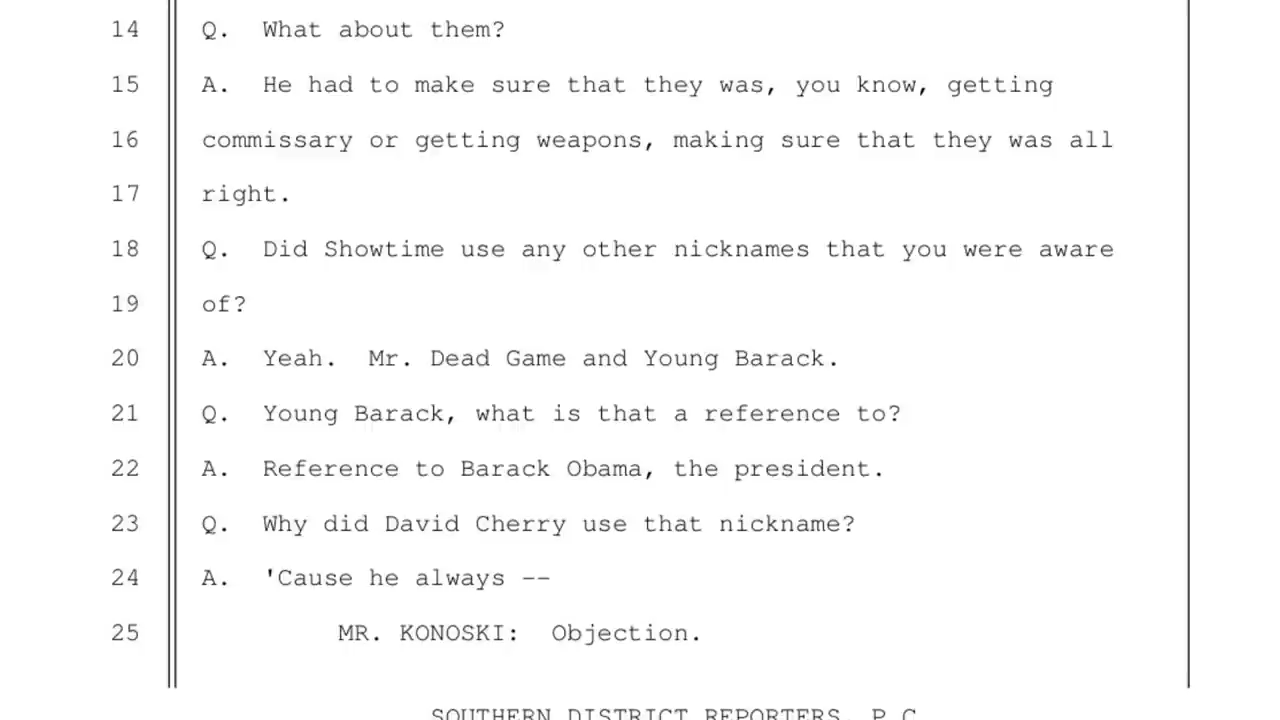 14 Q. What about them?
15 A. He had to make sure that they was, you know, getting
16 commissary or getting weapons, making sure that they was all
17 right.
18 Q. Did Showtime use any other nicknames that you were aware
19 of?
20 A. Yeah. Mr. Dead Game and Young Barack.
21 Q. Young Barack, what is that a reference to?
22 A. Reference to Barack Obama, the president.
23 Q. Why did David Cherry use that nickname?
24 A. 'Cause he always --
25 MR. KONOSKI: Objection.
SOUTHERN DISTRICT REPORTERS, P.C.